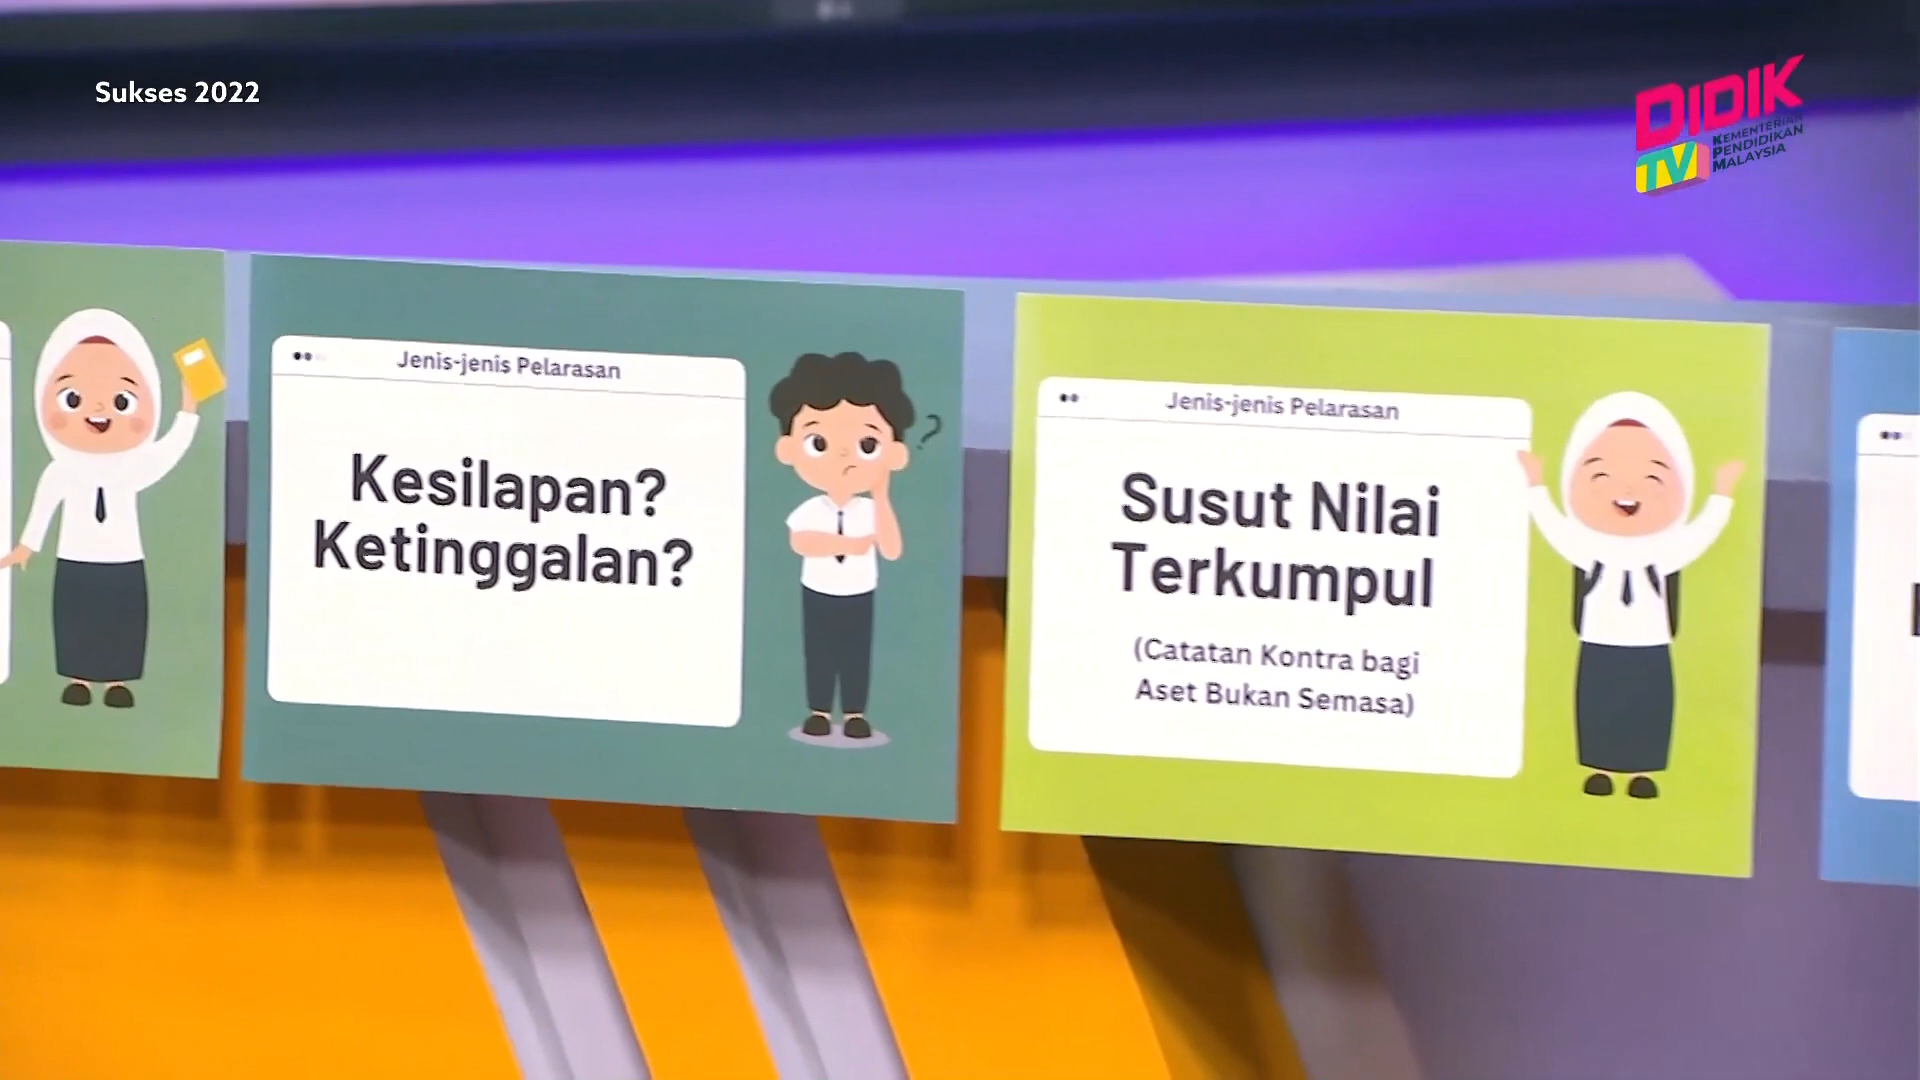 Sukses 2022
DIDIK
TV
KEMENTERIAN
PENDIDIKAN
MALAYSIA
Jenis-jenis Pelarasan
Kesilapan?
Ketinggalan?
?
Jenis-jenis Pelarasan
Susut Nilai
Terkumpul
(Catatan Kontra bagi
Aset Bukan Semasa)